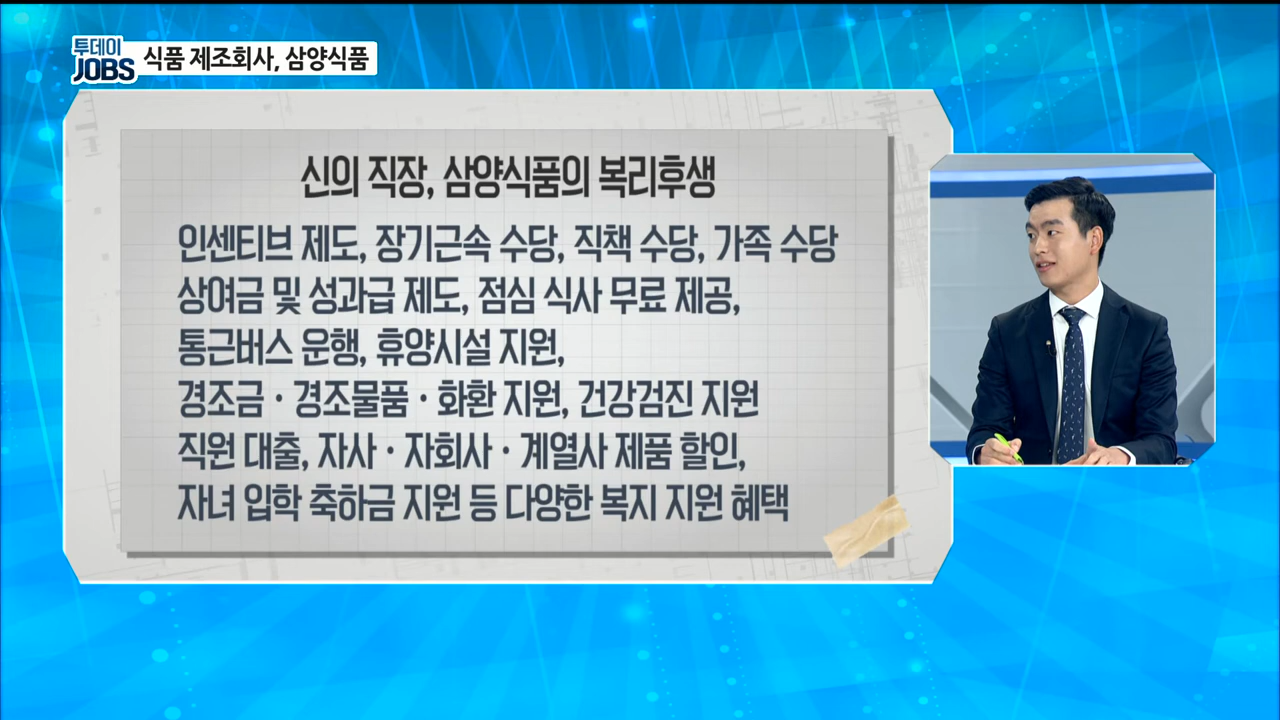 투데이
JOBS
식품 제조회사, 삼양식품
신의 직장, 삼양식품의 복리후생
인센티브 제도, 장기근속 수당, 직책 수당, 가족 수당
상여금 및 성과급 제도, 점심 식사 무료 제공,
통근버스 운행, 휴양시설 지원,
경조금 · 경조물품 · 화환 지원, 건강검진 지원
직원 대출, 자사 · 자회사 · 계열사 제품 할인,
자녀 입학 축하금 지원 등 다양한 복지 지원 혜택